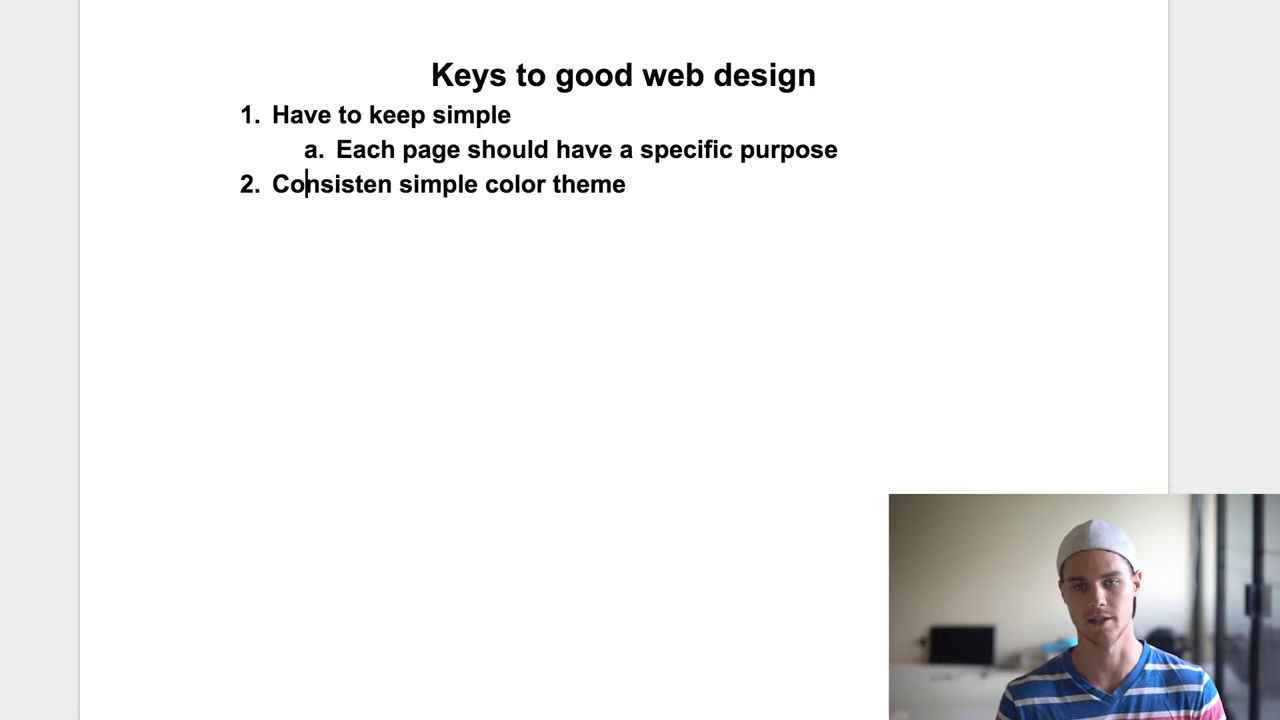 Keys to good web design
1. Have to keep simple
a. Each page should have a specific purpose
2. Consisten simple color theme